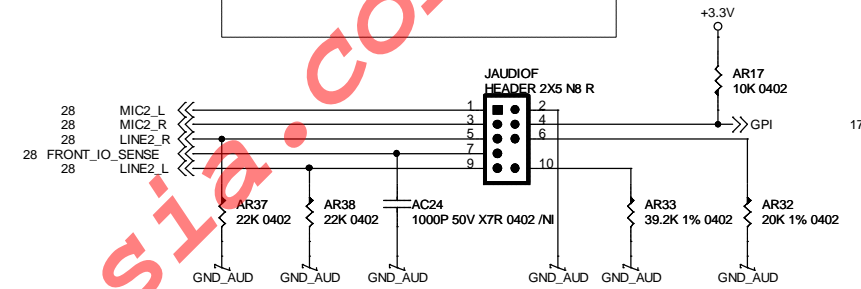 +3.3V
JAUDIOF
HEADER 2X5 N8 R
AR17
10K 0402
28 MIC2_L 1 2
28 MIC2_R 3 4 GPI 17
28 LINE2_R 5 6
28 FRONT_IO_SENSE 7
28 LINE2_L 9 10
AR37
22K 0402
AR38
22K 0402
AC24
1000P 50V X7R 0402 /NI
AR33
39.2K 1% 0402
AR32
20K 1% 0402
GND_AUD GND_AUD GND_AUD GND_AUD GND_AUD GND_AUD
sia.co